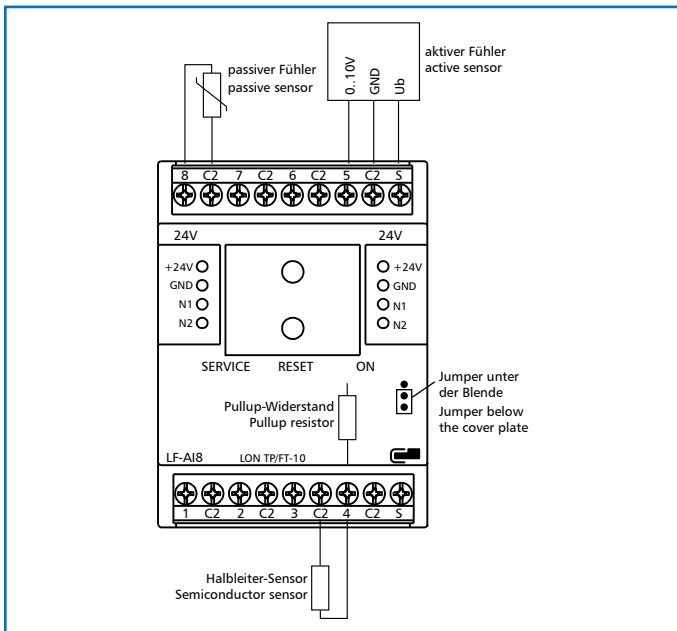 passiver Fühler
passive sensor
0..10V
GND
Ub
aktiver Fühler
active sensor
8 C2 7 C2 6 C2 5 C2 S
24V
24V
+24V
GND
N1
N2
+24V
GND
N1
N2
SERVICE RESET ON
Pullup-Widerstand
Pullup resistor
Jumper unter
der Blende
Jumper below
the cover plate
LF-AI8 LON TP/FT-10
1 C2 2 C2 3 C2 4 C2 S
Halbleiter-Sensor
Semiconductor sensor